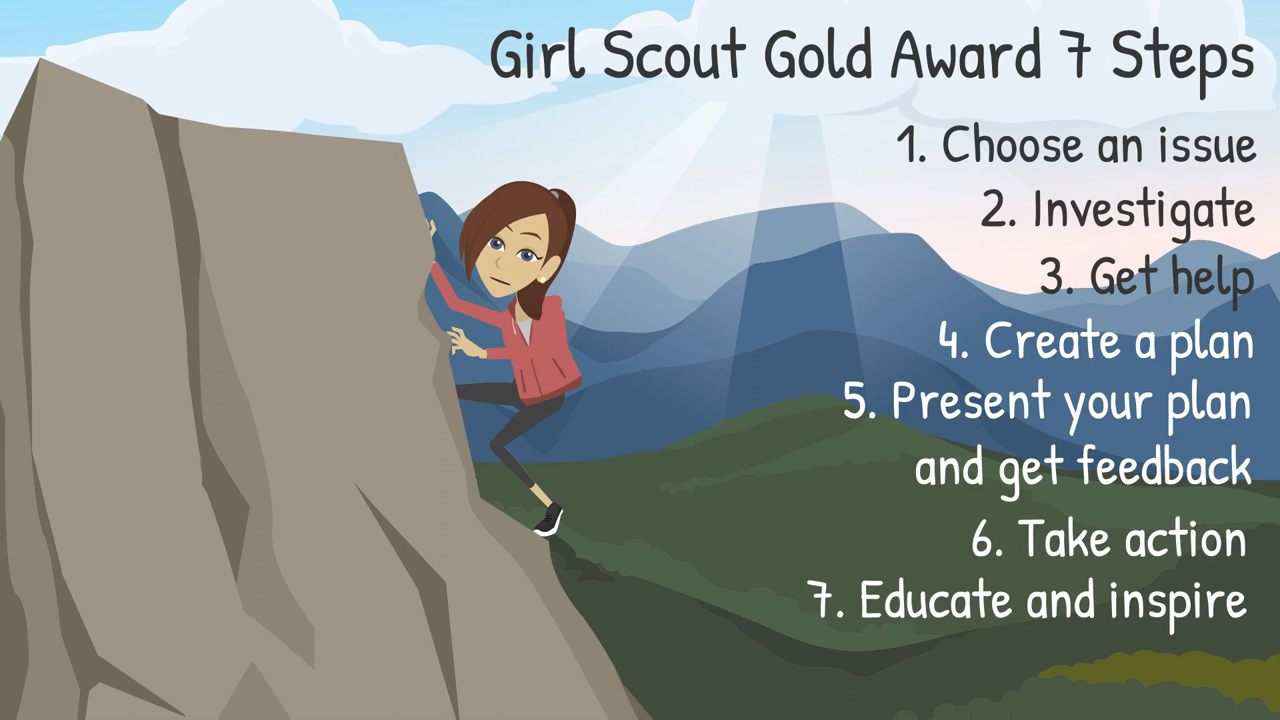 Girl Scout Gold Award 7 Steps
1. Choose an issue
2. Investigate
3. Get help
4. Create a plan
5. Present your plan
and get feedback
6. Take action
7. Educate and inspire